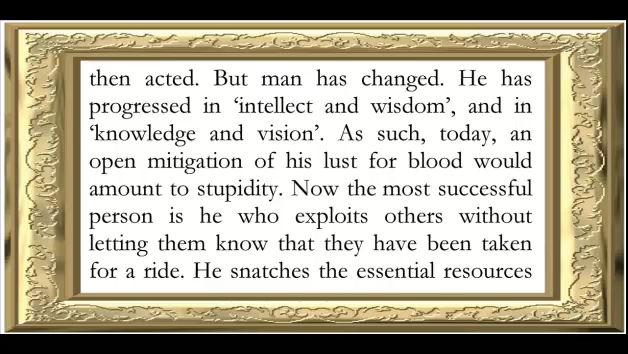 then acted. But man has changed. He has
progressed in ‘intellect and wisdom’, and in
‘knowledge and vision’. As such, today, an
open mitigation of his lust for blood would
amount to stupidity. Now the most successful
person is he who exploits others without
letting them know that they have been taken
for a ride. He snatches the essential resources